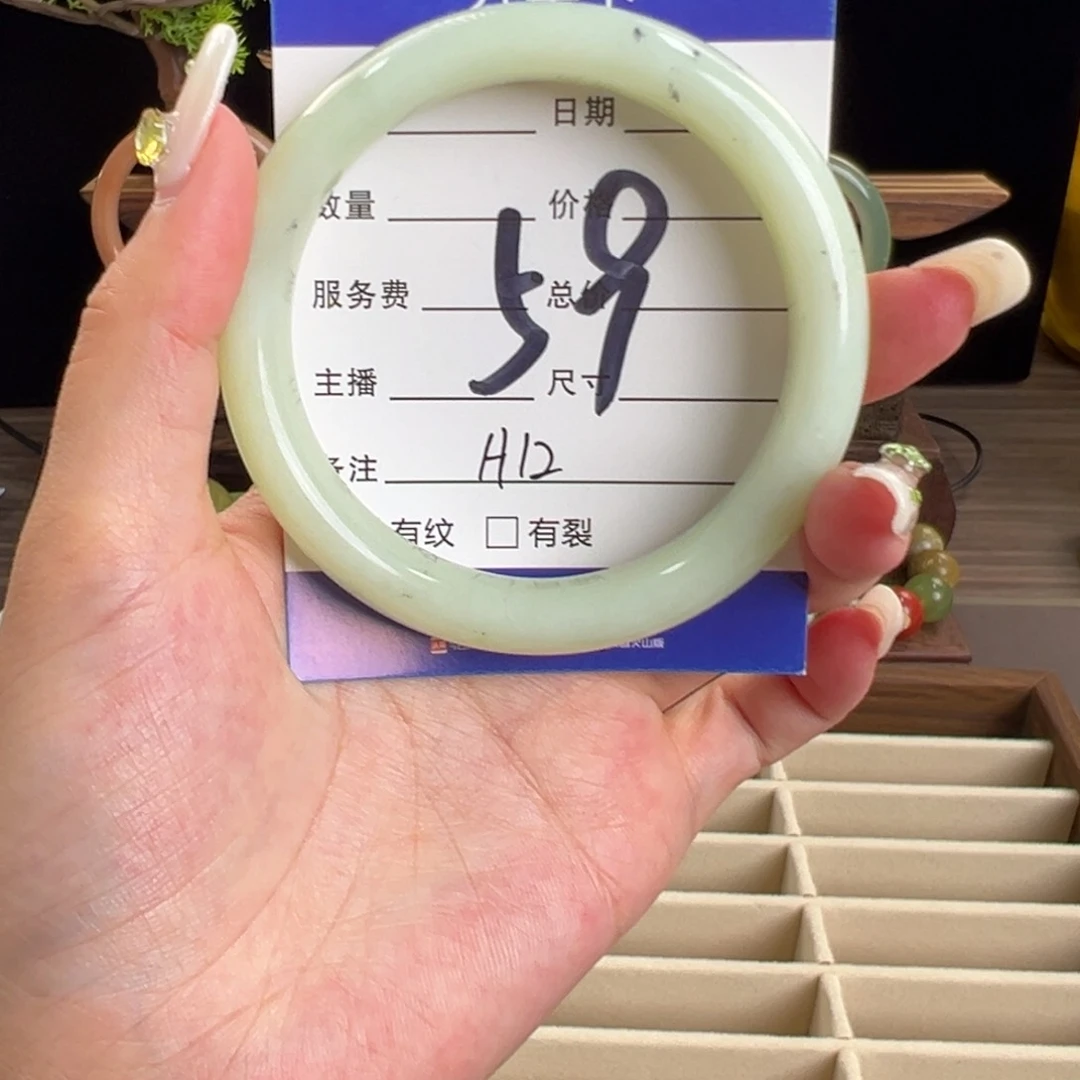 日期
数量 价格
59
服务费 总价
主播 尺寸
备注 H12
有纹 □ 有裂